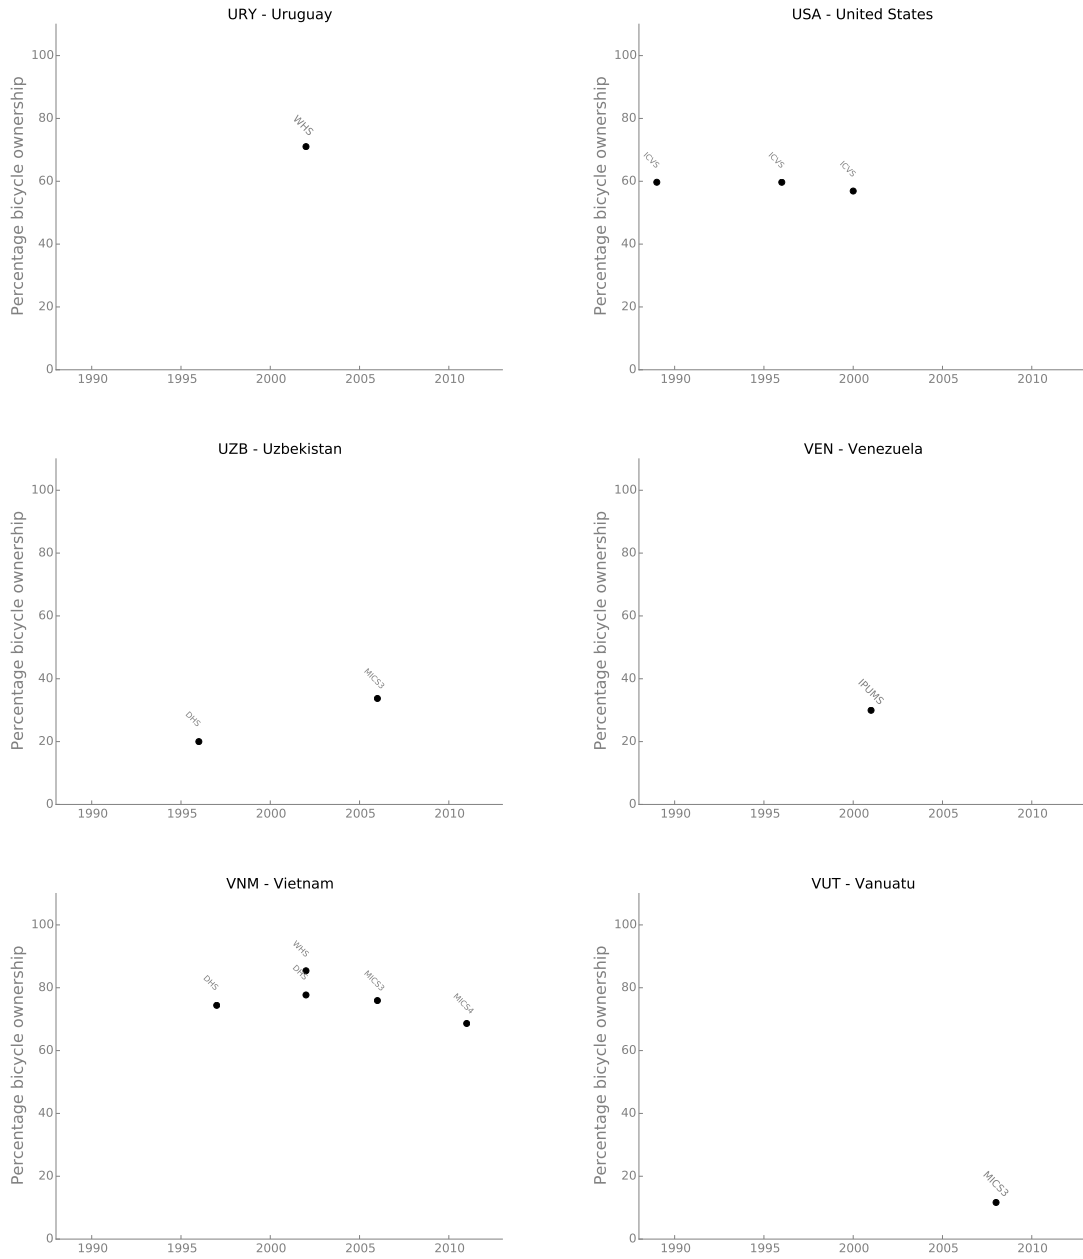 URY - Uruguay
Percentage bicycle ownership
100
80
60
40
20
0
WHS
1990 1995 2000 2005 2010
USA - United States
Percentage bicycle ownership
100
80
60
40
20
0
ICVS ICVS ICVS
1990 1995 2000 2005 2010
UZB - Uzbekistan
Percentage bicycle ownership
100
80
60
40
20
0
DHS MICS3
1990 1995 2000 2005 2010
VEN - Venezuela
Percentage bicycle ownership
100
80
60
40
20
0
IPUMS
1990 1995 2000 2005 2010
VNM - Vietnam
Percentage bicycle ownership
100
80
60
40
20
0
DHS WHS DHS MICS3 MICS4
1990 1995 2000 2005 2010
VUT - Vanuatu
Percentage bicycle ownership
100
80
60
40
20
0
MICS3
1990 1995 2000 2005 2010